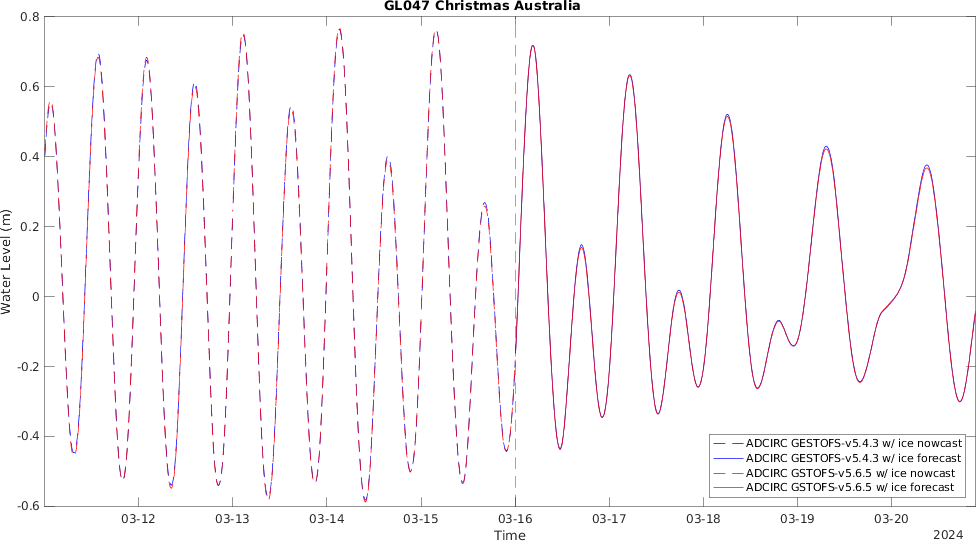 GL047 Christmas Australia
0.8
0.6
0.4
0.2
0
-0.2
-0.4
-0.6
Water Level (m)
ADCIRC GESTOFS-v5.4.3 w/ ice nowcast
ADCIRC GESTOFS-v5.4.3 w/ ice forecast
ADCIRC GSTOFS-v5.6.5 w/ ice nowcast
ADCIRC GSTOFS-v5.6.5 w/ ice forecast
03-12 03-13 03-14 03-15 03-16 03-17 03-18 03-19 03-20
Time
2024